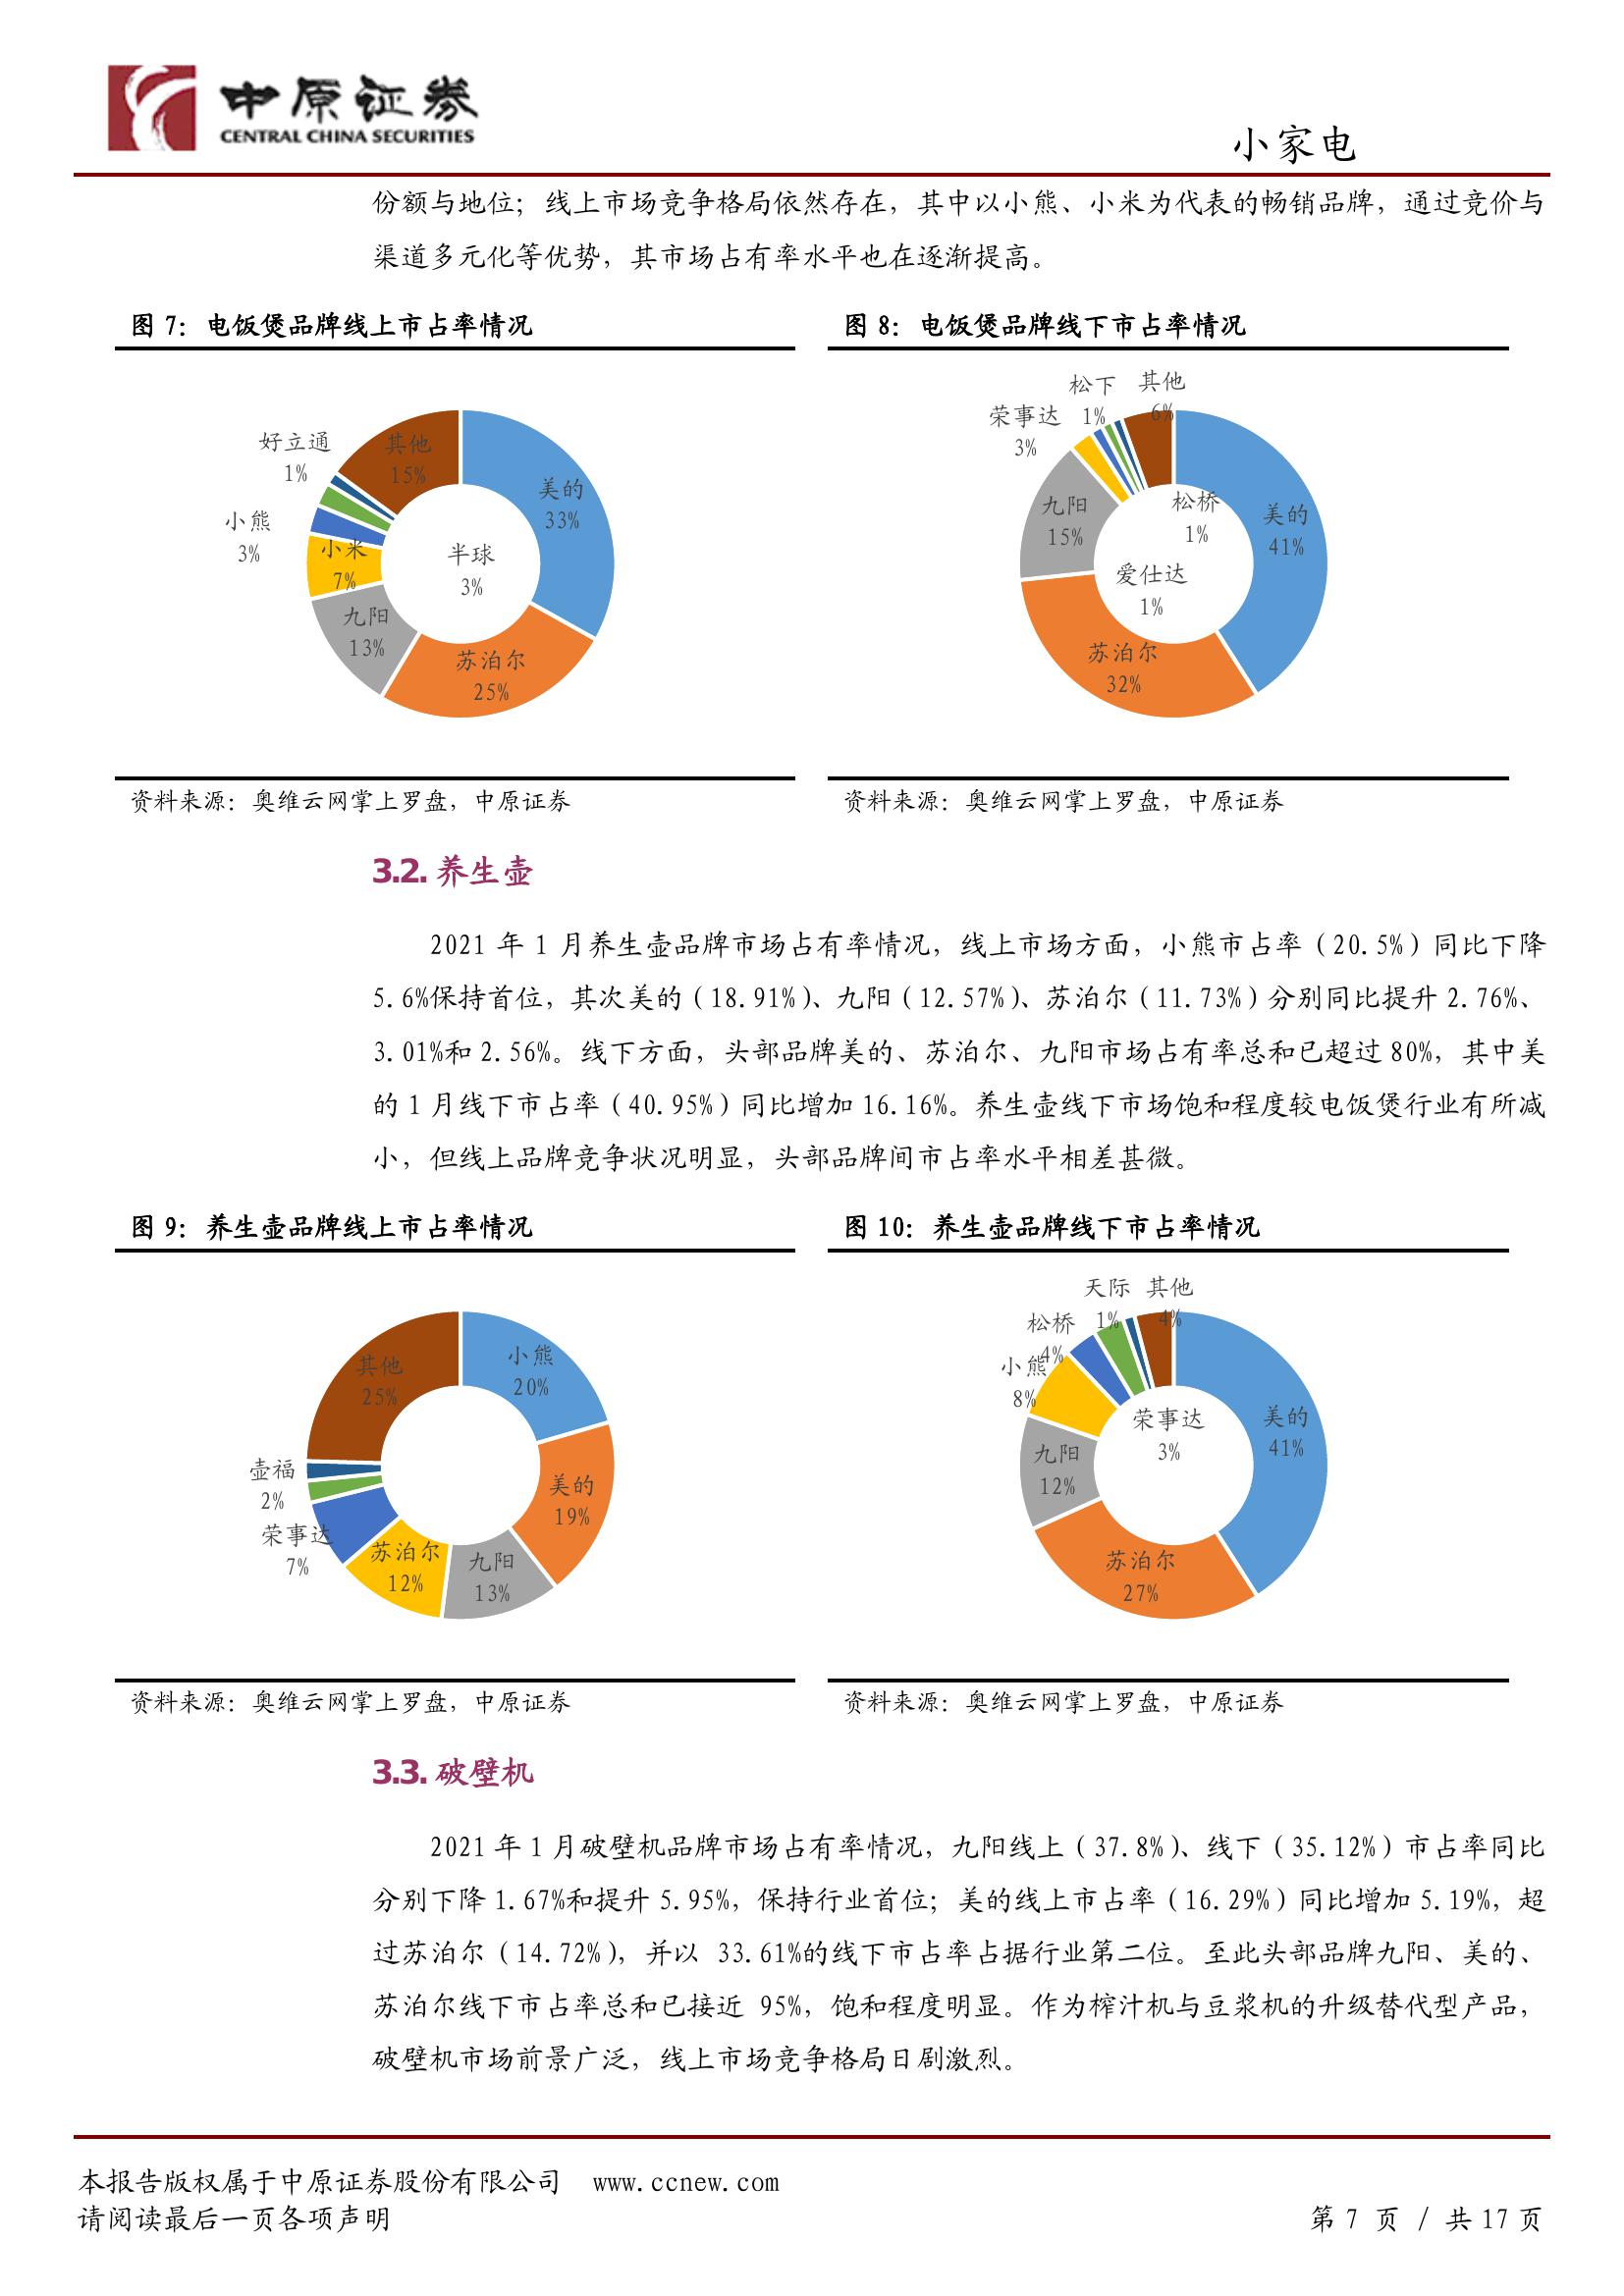 中原证券
CENTRAL CHINA SECURITIES
小家电
份额与地位；线上市场竞争格局依然存在，其中以小熊、小米为代表的畅销品牌，通过竞价与
渠道多元化等优势，其市场占有率水平也在逐渐提高。
图 7：电饭煲品牌线上市占率情况
美的
33%
苏泊尔
25%
九阳
13%
小米
7%
小熊
3%
半球
3%
好立通
1%
其他
15%
资料来源：奥维云网掌上罗盘，中原证券
图 8：电饭煲品牌线下市占率情况
美的
41%
苏泊尔
32%
九阳
15%
荣事达
3%
爱仕达
1%
松桥
1%
松下
1%
其他
6%
资料来源：奥维云网掌上罗盘，中原证券
3.2. 养生壶
2021 年 1 月养生壶品牌市场占有率情况，线上市场方面，小熊市占率（20.5%）同比下降
5.6%保持首位，其次美的（18.91%）、九阳（12.57%）、苏泊尔（11.73%）分别同比提升 2.76%、
3.01%和 2.56%。线下方面，头部品牌美的、苏泊尔、九阳市场占有率总和已超过 80%，其中美
的 1 月线下市占率（40.95%）同比增加 16.16%。养生壶线下市场饱和程度较电饭煲行业有所减
小，但线上品牌竞争状况明显，头部品牌间市占率水平相差甚微。
图 9：养生壶品牌线上市占率情况
小熊
20%
美的
19%
九阳
13%
苏泊尔
12%
荣事达
7%
壶福
2%
其他
25%
资料来源：奥维云网掌上罗盘，中原证券
图 10：养生壶品牌线下市占率情况
美的
41%
苏泊尔
27%
九阳
12%
小熊
8%
松桥
4%
荣事达
3%
天际
1%
其他
4%
资料来源：奥维云网掌上罗盘，中原证券
3.3. 破壁机
2021 年 1 月破壁机品牌市场占有率情况，九阳线上（37.8%）、线下（35.12%）市占率同比
分别下降 1.67%和提升 5.95%，保持行业首位；美的线上市占率（16.29%）同比增加 5.19%，超
过苏泊尔（14.72%），并以 33.61%的线下市占率占据行业第二位。至此头部品牌九阳、美的、
苏泊尔线下市占率总和已接近 95%，饱和程度明显。作为榨汁机与豆浆机的升级替代型产品，
破壁机市场前景广泛，线上市场竞争格局日剧激烈。
本报告版权属于中原证券股份有限公司 www.ccnew.com
请阅读最后一页各项声明
第 7 页 / 共 17 页